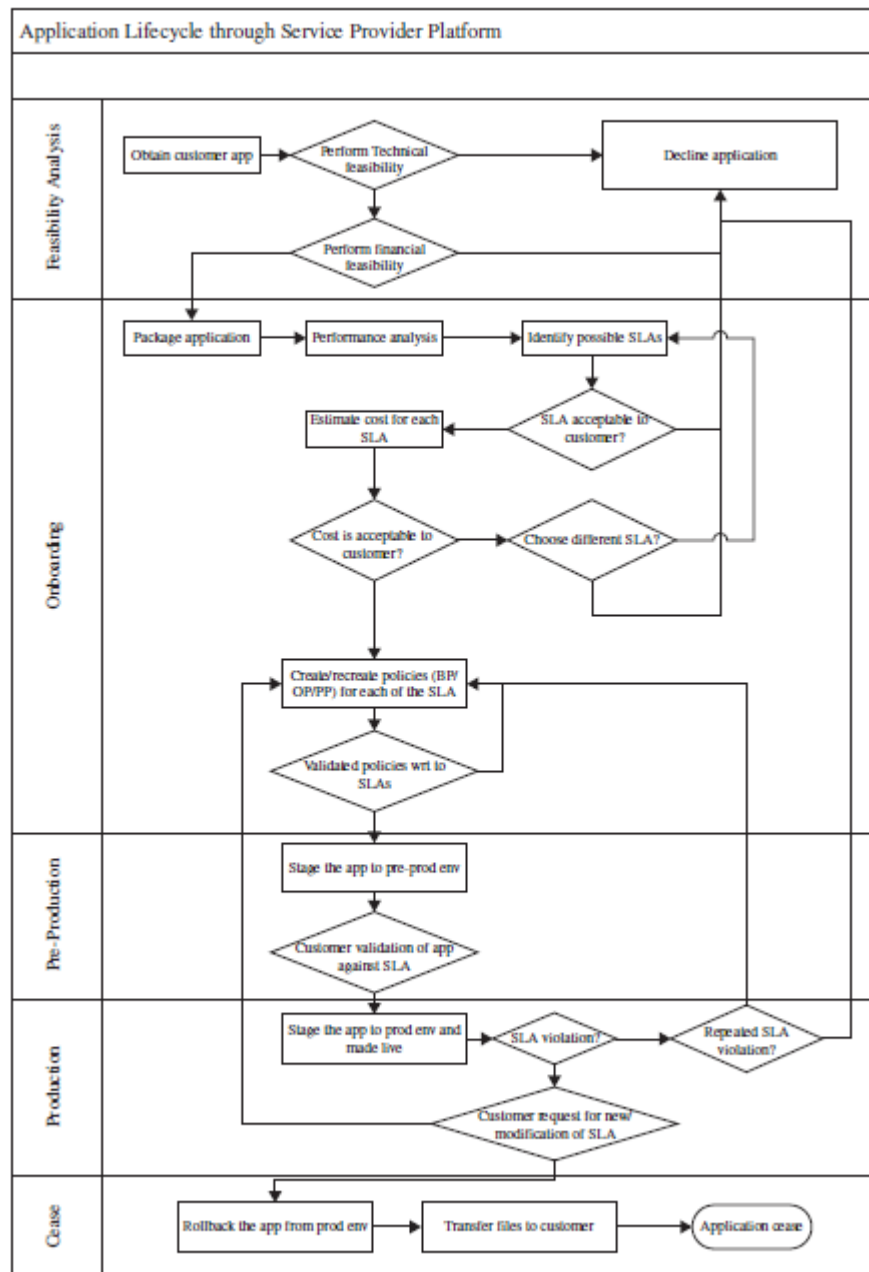 Application Lifecycle through Service Provider Platform
Feasibility Analysis
Obtain customer app
Perform Technical
feasibility
Decline application
Perform financial
feasibility
Onboarding
Package application
Performance analysis
Identify possible SLAs
Estimate cost for each
SLA
SLA acceptable to
customer?
Cost is acceptable to
customer?
Choose different SLA?
Create/recreate policies (BP/
OP/PP) for each of the SLA
Validated policies wrt to
SLAs
Pre-Production
Stage the app to pre-prod env
Customer validation of app
against SLA
Production
Stage the app to prod env and
made live
SLA violation?
Repeated SLA
violation?
Customer request for new/
modification of SLA
Cease
Rollback the app from prod env
Transfer files to customer
Application cease